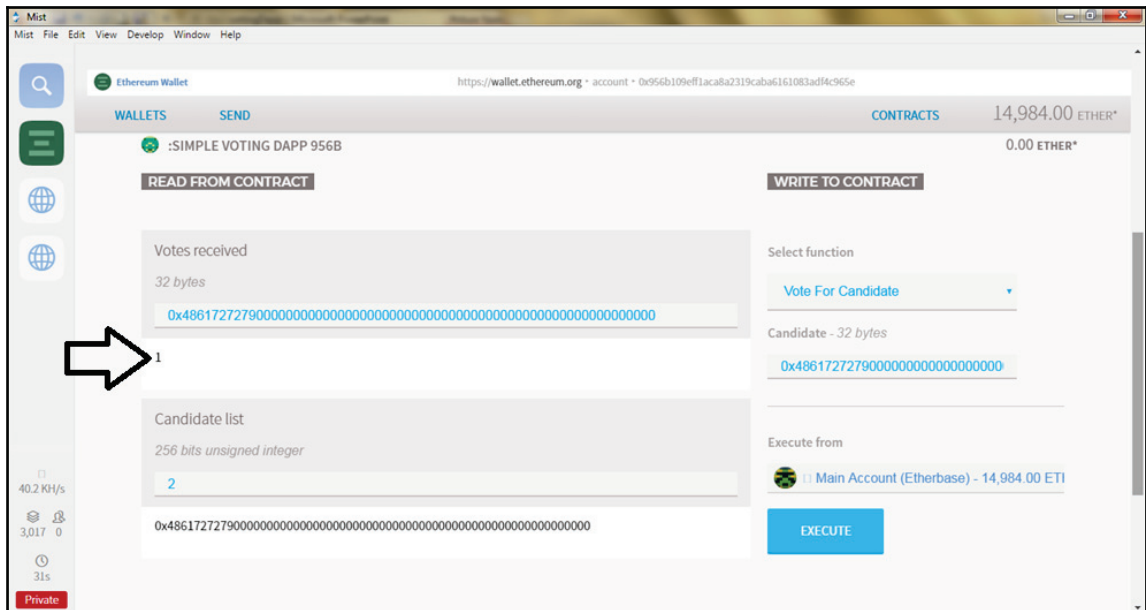 Mist
Mist File Edit View Develop Window Help
Ethereum Wallet
https://wallet.ethereum.org • account • 0x956b109eff1aca8a2319caba6161083adf4c965e
WALLETS SEND CONTRACTS 14,984.00 ETHER*
:SIMPLE VOTING DAPP 956B 0.00 ETHER*
READ FROM CONTRACT
Votes received
32 bytes
0x4861727279000000000000000000000000000000000000000000000000000000
1
Candidate list
256 bits unsigned integer
2
0x4861727279000000000000000000000000000000000000000000000000000000
WRITE TO CONTRACT
Select function
Vote For Candidate
Candidate - 32 bytes
0x4861727279000000000000000000
Execute from
Main Account (Etherbase) - 14,984.00 ETI
EXECUTE
40.2 KH/s
3,017 0
31s
Private